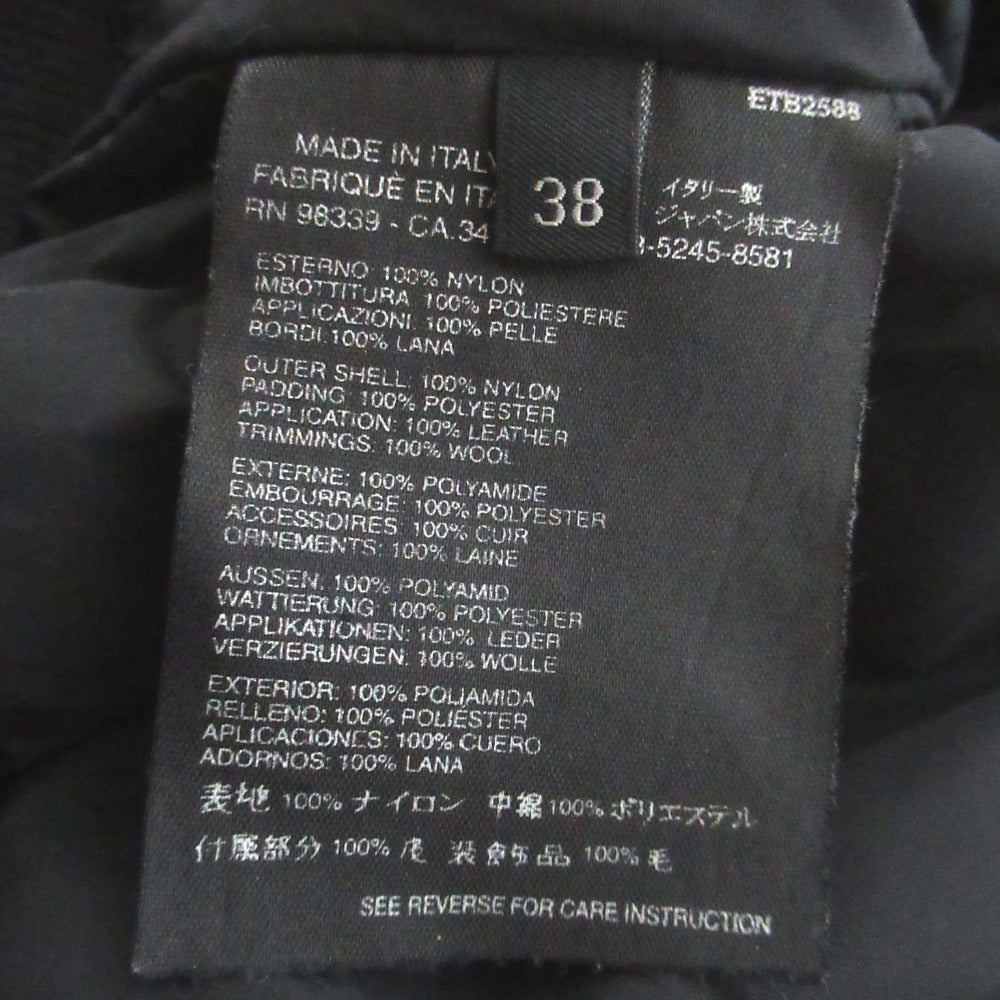 ETB2588
MADE IN ITALY
FABRIQUÈ EN ITA
RN 98339 - CA.34
38
イタリー製
ジャパン株式会社
3-5245-8581
ESTERNO: 100% NYLON
IMBOTTITURA: 100% POLIESTERE
APPLICAZIONI: 100% PELLE
BORDI:100% LANA
OUTER SHELL: 100% NYLON
PADDING: 100% POLYESTER
APPLICATION: 100% LEATHER
TRIMMINGS: 100% WOOL
EXTERNE: 100% POLYAMIDE
EMBOURRAGE: 100% POLYESTER
ACCESSOIRES: 100% CUIR
ORNEMENTS: 100% LAINE
AUSSEN: 100% POLYAMID
WATTIERUNG: 100% POLYESTER
APPLIKATIONEN: 100% LEDER
VERZIERUNGEN: 100% WOLLE
EXTERIOR: 100% POLIAMIDA
RELLENO: 100% POLIÉSTER
APLICACIONES: 100% CUERO
ADORNOS: 100% LANA
表地 100% ナイロン 中綿100% ポリエステル
付属部分 100% 皮 装飾品 100% 毛
SEE REVERSE FOR CARE INSTRUCTION